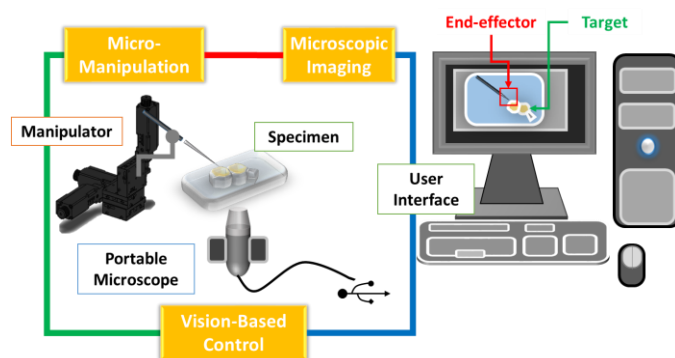 Micro-
Manipulation
Microscopic
Imaging
End-effector
Target
Manipulator
Specimen
User
Interface
Portable
Microscope
Vision-Based
Control